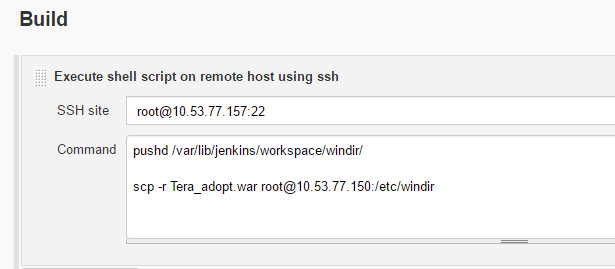 Build
Execute shell script on remote host using ssh
SSH site root@10.53.77.157:22
Command pushd /var/lib/jenkins/workspace/windir/
scp -r Tera_adopt.war root@10.53.77.150:/etc/windir